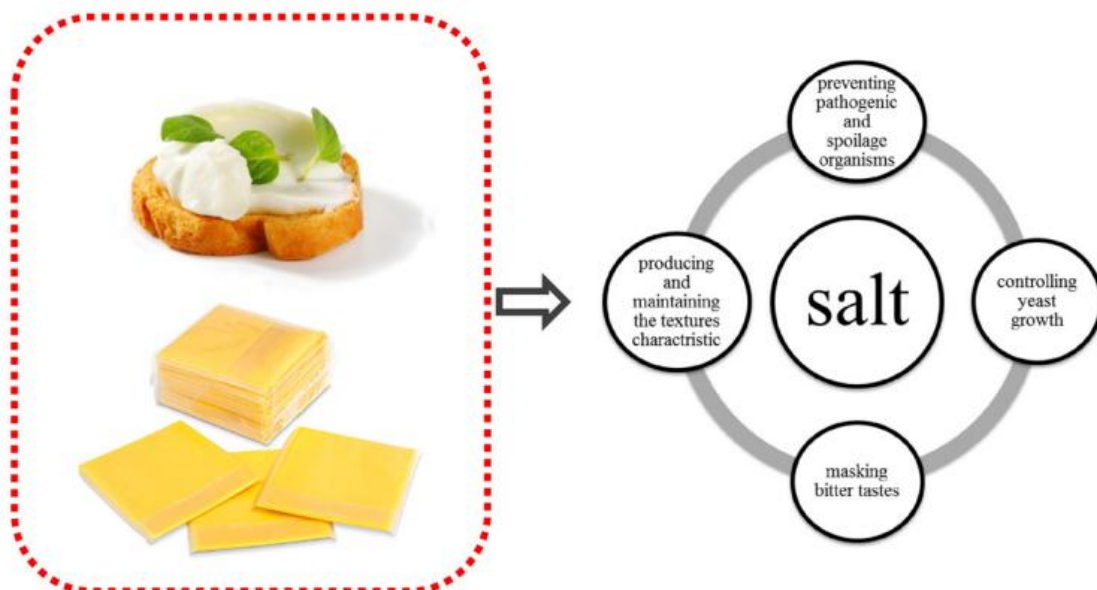 preventing
pathogenic
and
spoilage
organisms
producing
and
maintaining
the textures
charactristic
salt
controlling
yeast
growth
masking
bitter tastes